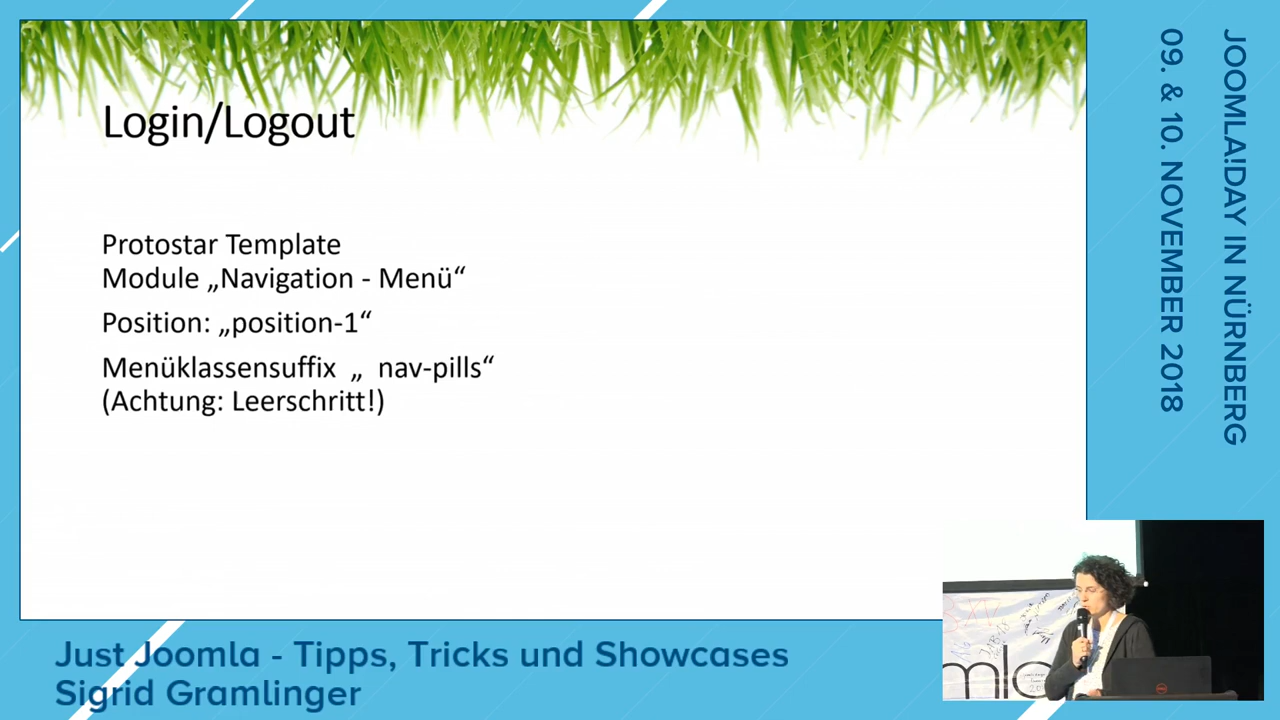 Login/Logout
Protostar Template
Module „Navigation - Menü“
Position: „position-1“
Menüklassensuffix „ nav-pills“
(Achtung: Leerschritt!)
JOOMLA!DAY IN NÜRNBERG
09. & 10. NOVEMBER 2018
Just Joomla - Tipps, Tricks und Showcases
Sigrid Gramlinger